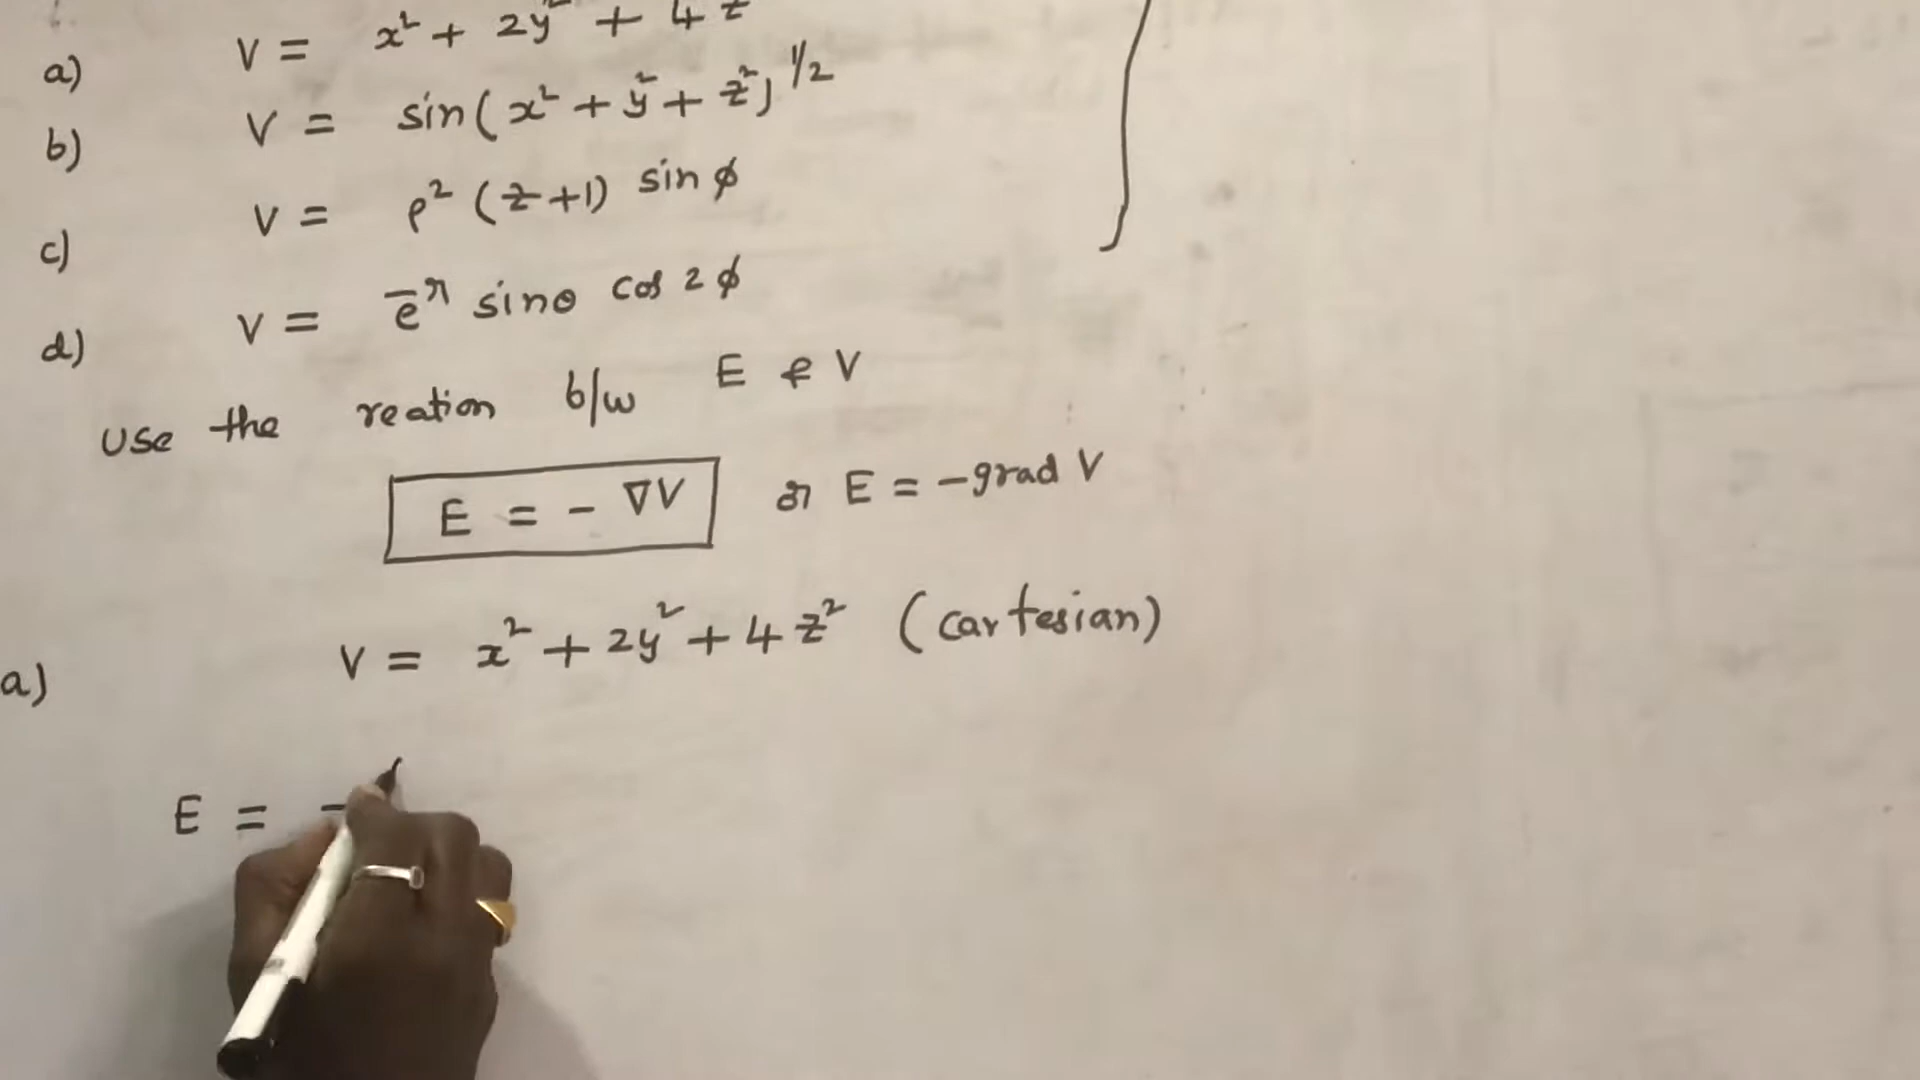 a) V = x² + 2y² + 4z
b) V = sin(x² + y² + z²)^1/2
c) V = ρ² (z+1) sin φ
d) V = e⁻ʳ sinθ cos 2φ
Use the reation b/w E & V
E = - ∇V or E = -grad V
a) V = x² + 2y² + 4z² (cartesian)
E = -